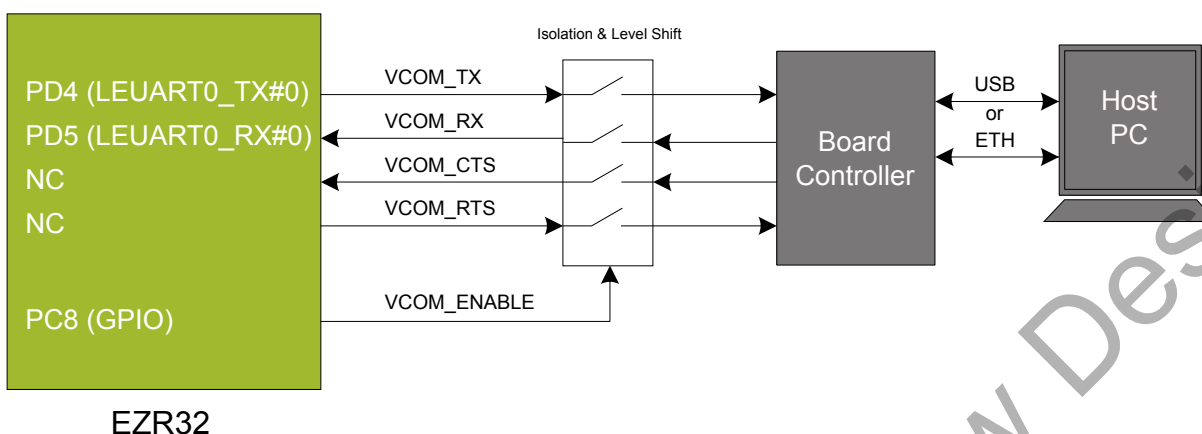 Isolation & Level Shift
PD4 (LEUART0_TX#0)
VCOM_TX
PD5 (LEUART0_RX#0)
VCOM_RX
NC
VCOM_CTS
NC
VCOM_RTS
PC8 (GPIO)
VCOM_ENABLE
Board
Controller
USB
or
ETH
Host
PC
EZR32